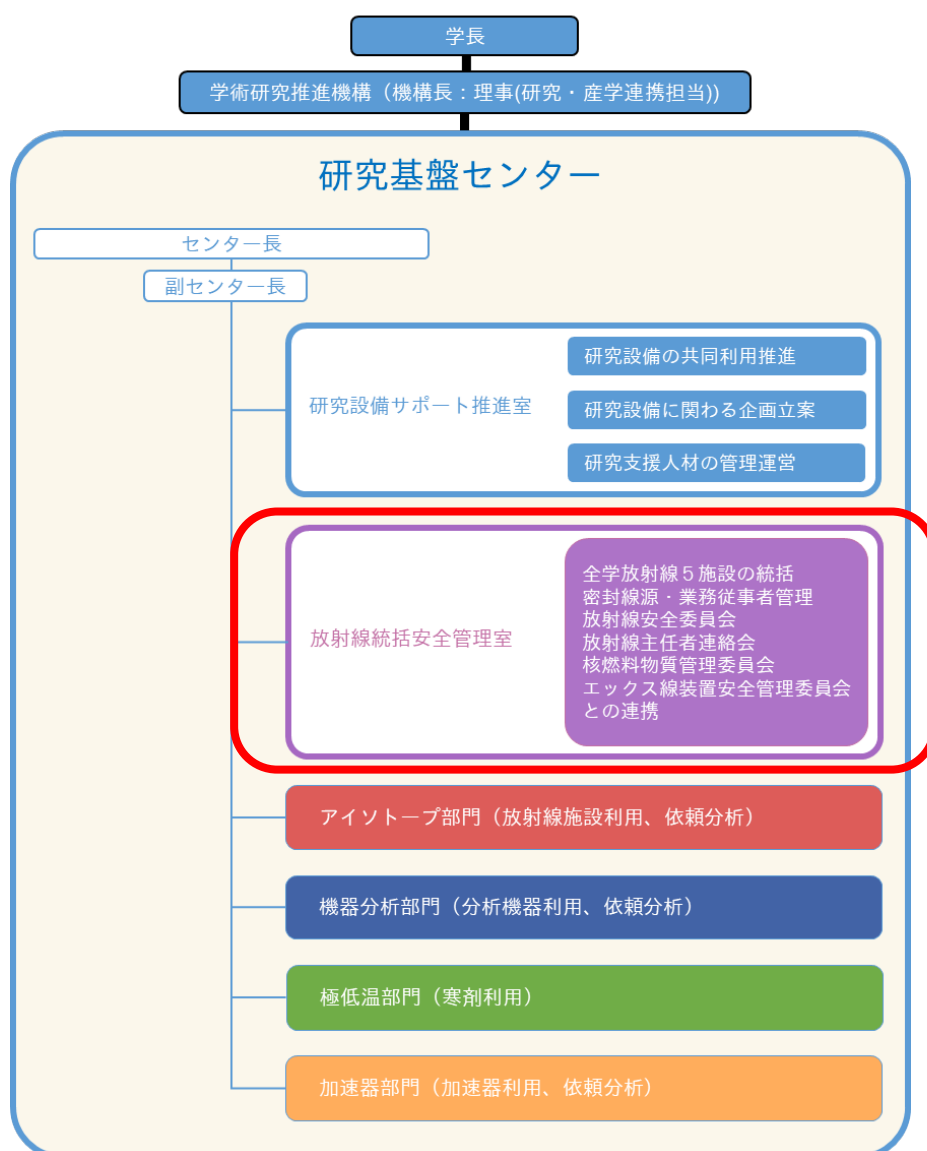 学長
学術研究推進機構（機構長：理事(研究・産学連携担当)）
研究基盤センター
センター長
副センター長
研究設備サポート推進室
研究設備の共同利用推進
研究設備に関わる企画立案
研究支援人材の管理運営
放射線統括安全管理室
全学放射線５施設の統括
密封線源・業務従事者管理
放射線安全委員会
放射線主任者連絡会
核燃料物質管理委員会
エックス線装置安全管理委員会
との連携
アイソトープ部門（放射線施設利用、依頼分析）
機器分析部門（分析機器利用、依頼分析）
極低温部門（寒剤利用）
加速器部門（加速器利用、依頼分析）